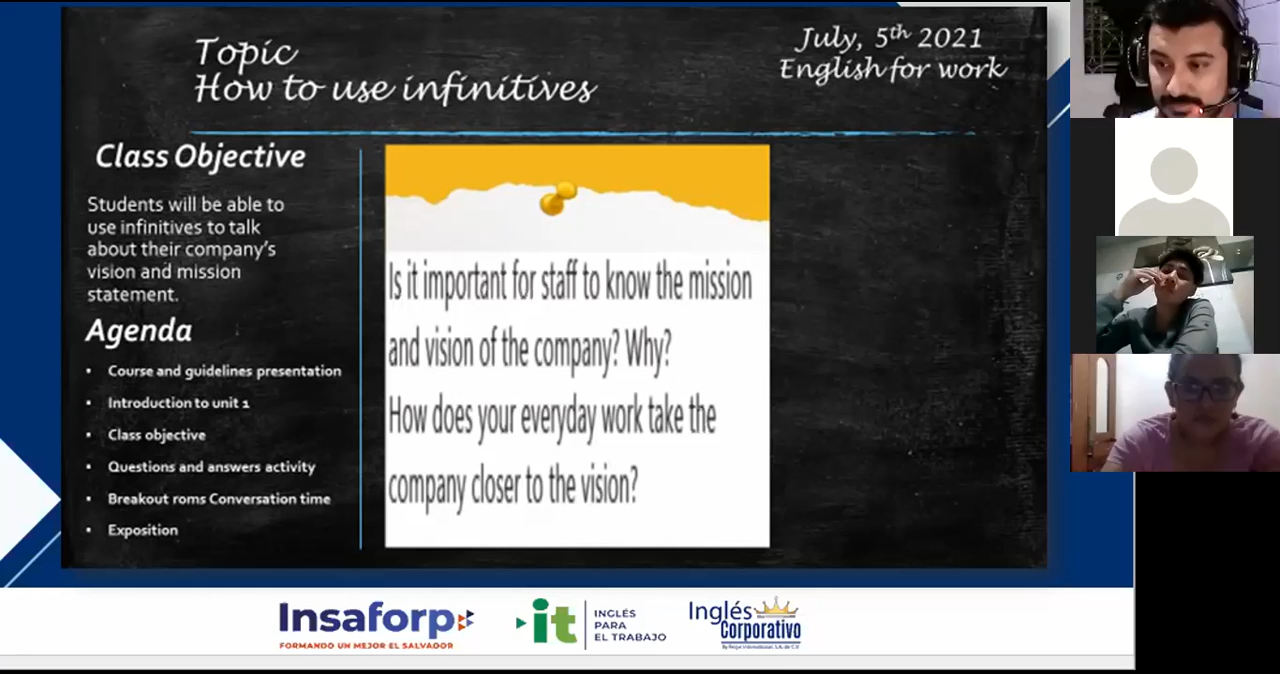 Topic
How to use infinitives
July, 5th 2021
English for work
Class Objective
Students will be able to
use infinitives to talk
about their company's
vision and mission
statement.
Agenda
• Course and guidelines presentation
• Introduction to unit 1
• Class objective
• Questions and answers activity
• Breakout roms Conversation time
• Exposition
Is it important for staff to know the mission
and vision of the company? Why?
How does your everyday work take the
company closer to the vision?
Insaforp
FORMANDO UN MEJOR EL SALVADOR
it
INGLÉS
PARA
EL TRABAJO
Inglés
Corporativo